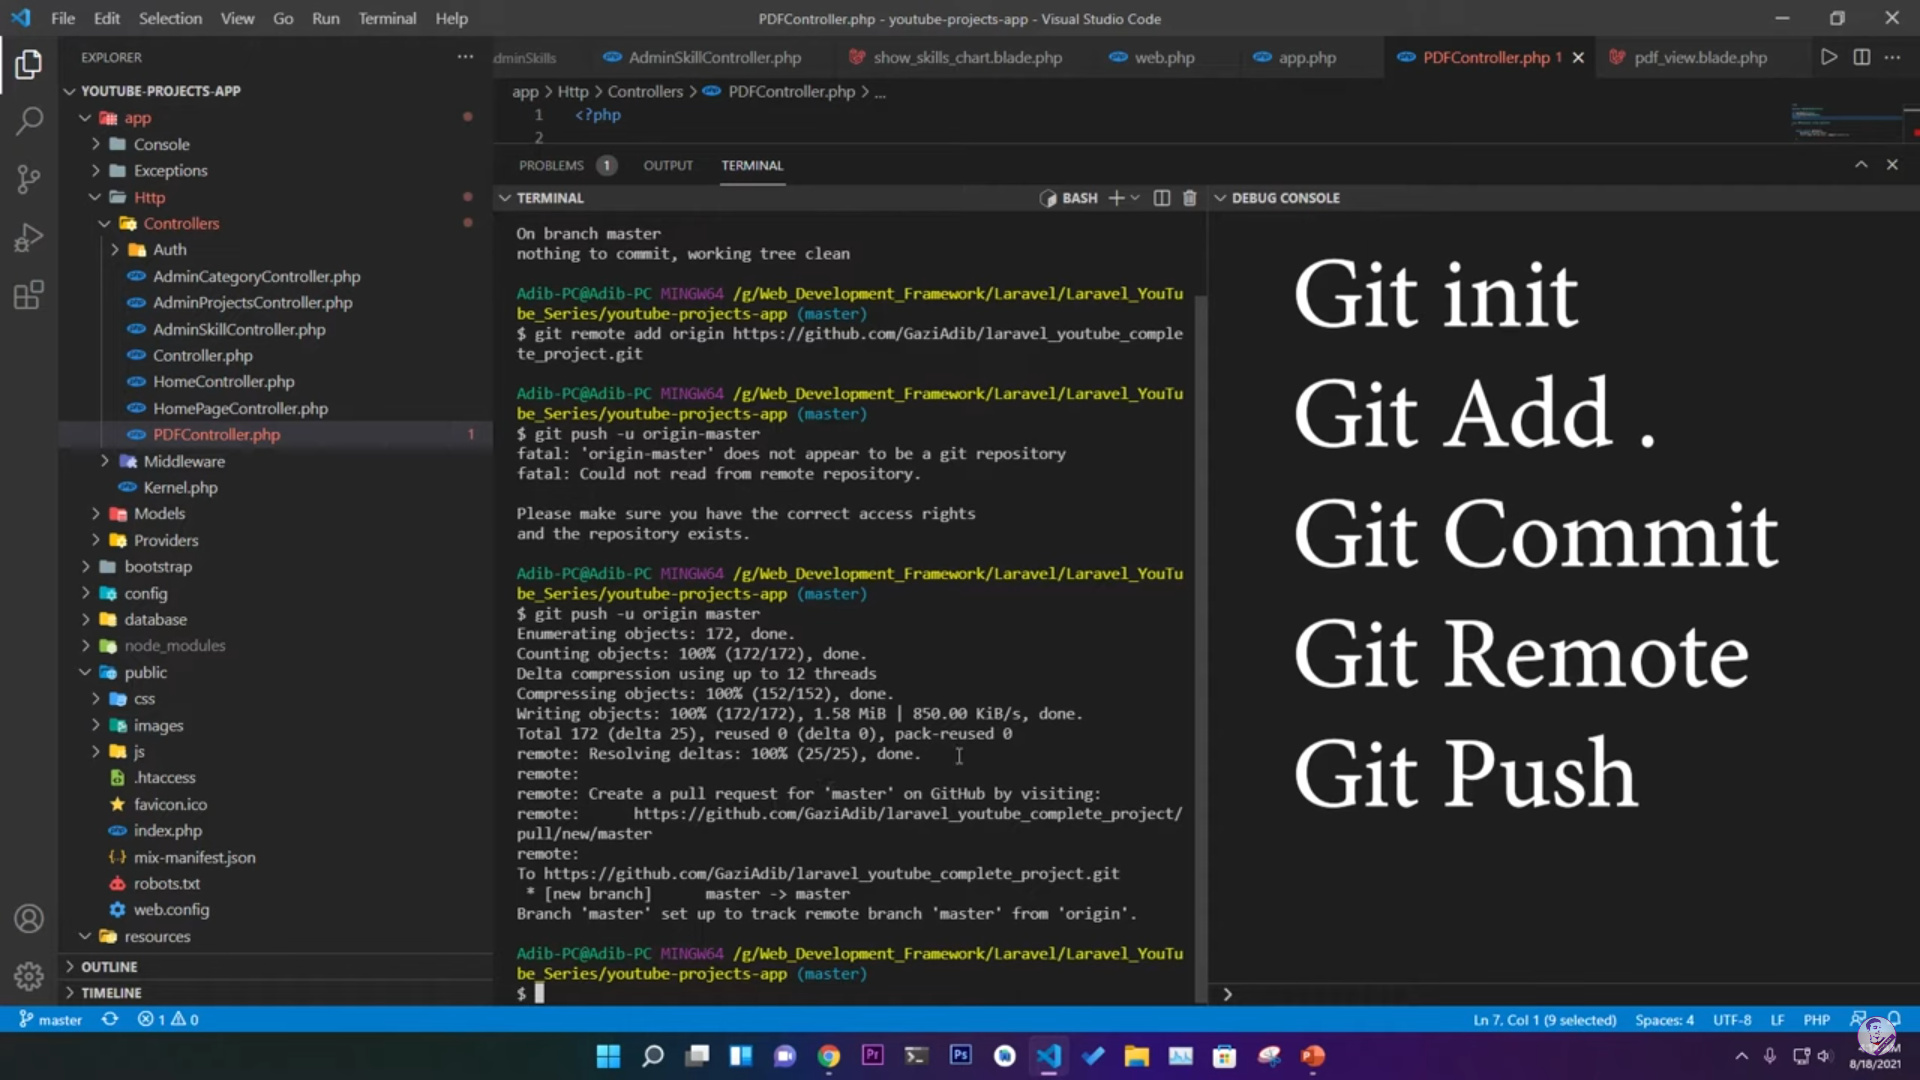 File Edit Selection View Go Run Terminal Help
PDFController.php - youtube-projects-app - Visual Studio Code
EXPLORER
YOUTUBE-PROJECTS-APP
app
Console
Exceptions
Http
Controllers
Auth
AdminCategoryController.php
AdminProjectsController.php
AdminSkillController.php
Controller.php
HomeController.php
HomePageController.php
PDFController.php 1
Middleware
Kernel.php
Models
Providers
bootstrap
config
database
node_modules
public
css
images
js
.htaccess
favicon.ico
index.php
mix-manifest.json
robots.txt
web.config
resources
OUTLINE
TIMELINE
dminSkills AdminSkillController.php show_skills_chart.blade.php web.php app.php PDFController.php 1 pdf_view.blade.php
app > Http > Controllers > PDFController.php > ...
1 <?php
2
PROBLEMS 1 OUTPUT TERMINAL
TERMINAL BASH
On branch master
nothing to commit, working tree clean
Adib-PC@Adib-PC MINGW64 /g/Web_Development_Framework/Laravel/Laravel_YouTu
be_Series/youtube-projects-app (master)
$ git remote add origin https://github.com/GaziAdib/laravel_youtube_comple
te_project.git
Adib-PC@Adib-PC MINGW64 /g/Web_Development_Framework/Laravel/Laravel_YouTu
be_Series/youtube-projects-app (master)
$ git push -u origin-master
fatal: 'origin-master' does not appear to be a git repository
fatal: Could not read from remote repository.
Please make sure you have the correct access rights
and the repository exists.
Adib-PC@Adib-PC MINGW64 /g/Web_Development_Framework/Laravel/Laravel_YouTu
be_Series/youtube-projects-app (master)
$ git push -u origin master
Enumerating objects: 172, done.
Counting objects: 100% (172/172), done.
Delta compression using up to 12 threads
Compressing objects: 100% (152/152), done.
Writing objects: 100% (172/172), 1.58 MiB | 850.00 KiB/s, done.
Total 172 (delta 25), reused 0 (delta 0), pack-reused 0
remote: Resolving deltas: 100% (25/25), done.
remote:
remote: Create a pull request for 'master' on GitHub by visiting:
remote: https://github.com/GaziAdib/laravel_youtube_complete_project/
pull/new/master
remote:
To https://github.com/GaziAdib/laravel_youtube_complete_project.git
* [new branch] master -> master
Branch 'master' set up to track remote branch 'master' from 'origin'.
Adib-PC@Adib-PC MINGW64 /g/Web_Development_Framework/Laravel/Laravel_YouTu
be_Series/youtube-projects-app (master)
$
DEBUG CONSOLE
Git init
Git Add .
Git Commit
Git Remote
Git Push
master 1 0
Ln 7, Col 1 (9 selected) Spaces: 4 UTF-8 LF PHP
Pr
Ps
8/18/2021